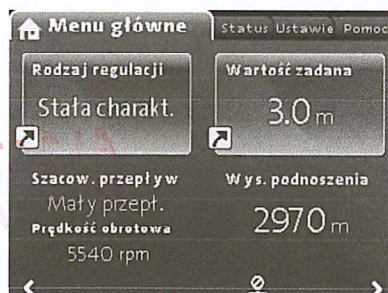 Menu główne
Status Ustawie Pomoc
Rodzaj regulacji
Stała charakt.
Wartość zadana
3.0 m
Szacow. przepływ
Mały przepł.
Prędkość obrotowa
5540 rpm
Wys. podnoszenia
2970 m